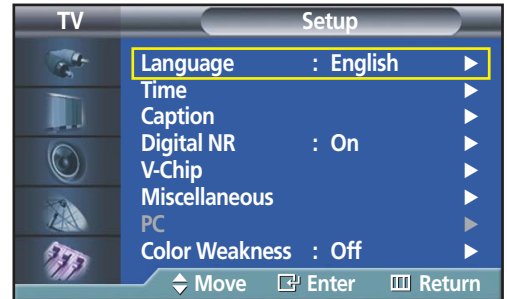 TV Setup
Language : English
Time
Caption
Digital NR : On
V-Chip
Miscellaneous
PC
Color Weakness : Off
Move Enter Return